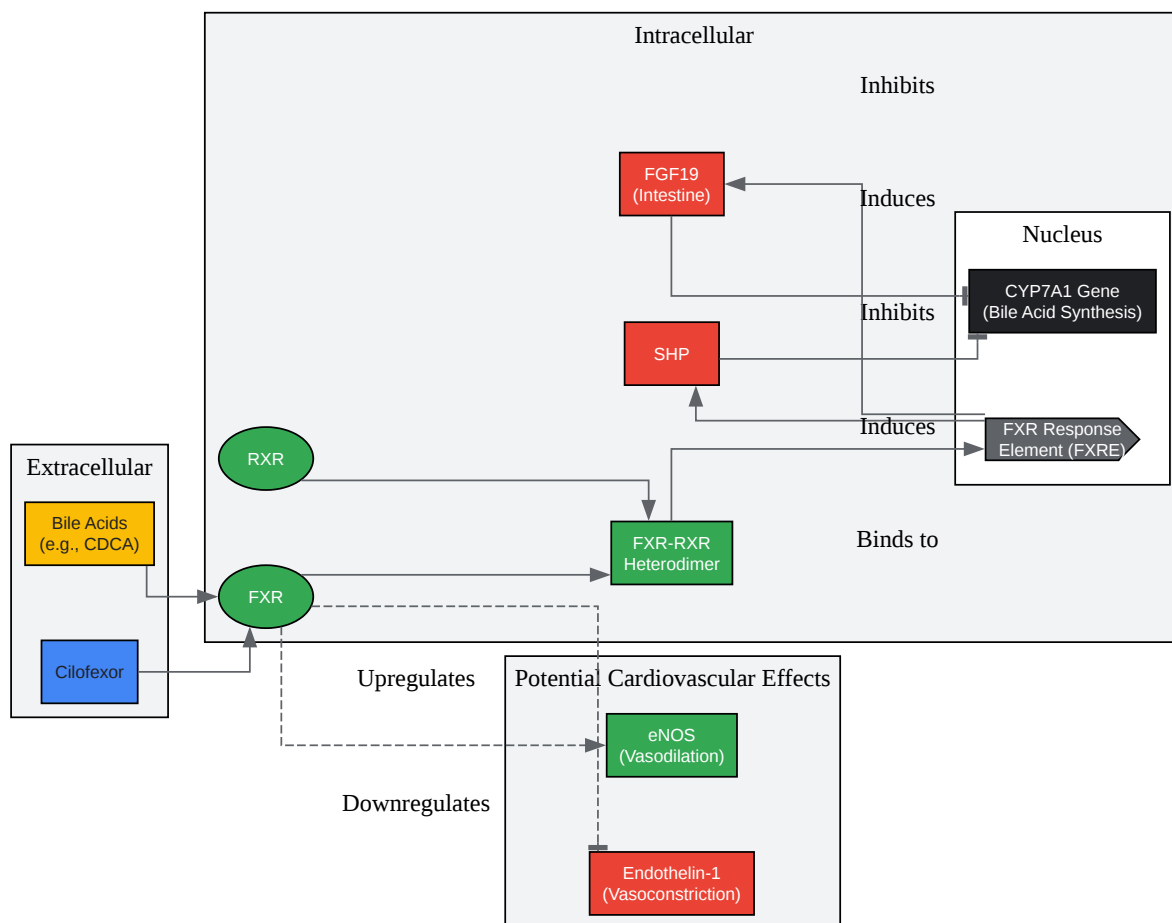 Intracellular
Inhibits
FGF19
(Intestine)
Induces
Nucleus
CYP7A1 Gene
(Bile Acid Synthesis)
Inhibits
SHP
Induces
FXR Response
Element (FXRE)
Extracellular
RXR
Bile Acids
(e.g., CDCA)
FXR-RXR
Heterodimer
Binds to
FXR
Cilofexor
Upregulates
Potential Cardiovascular Effects
eNOS
(Vasodilation)
Downregulates
Endothelin-1
(Vasoconstriction)